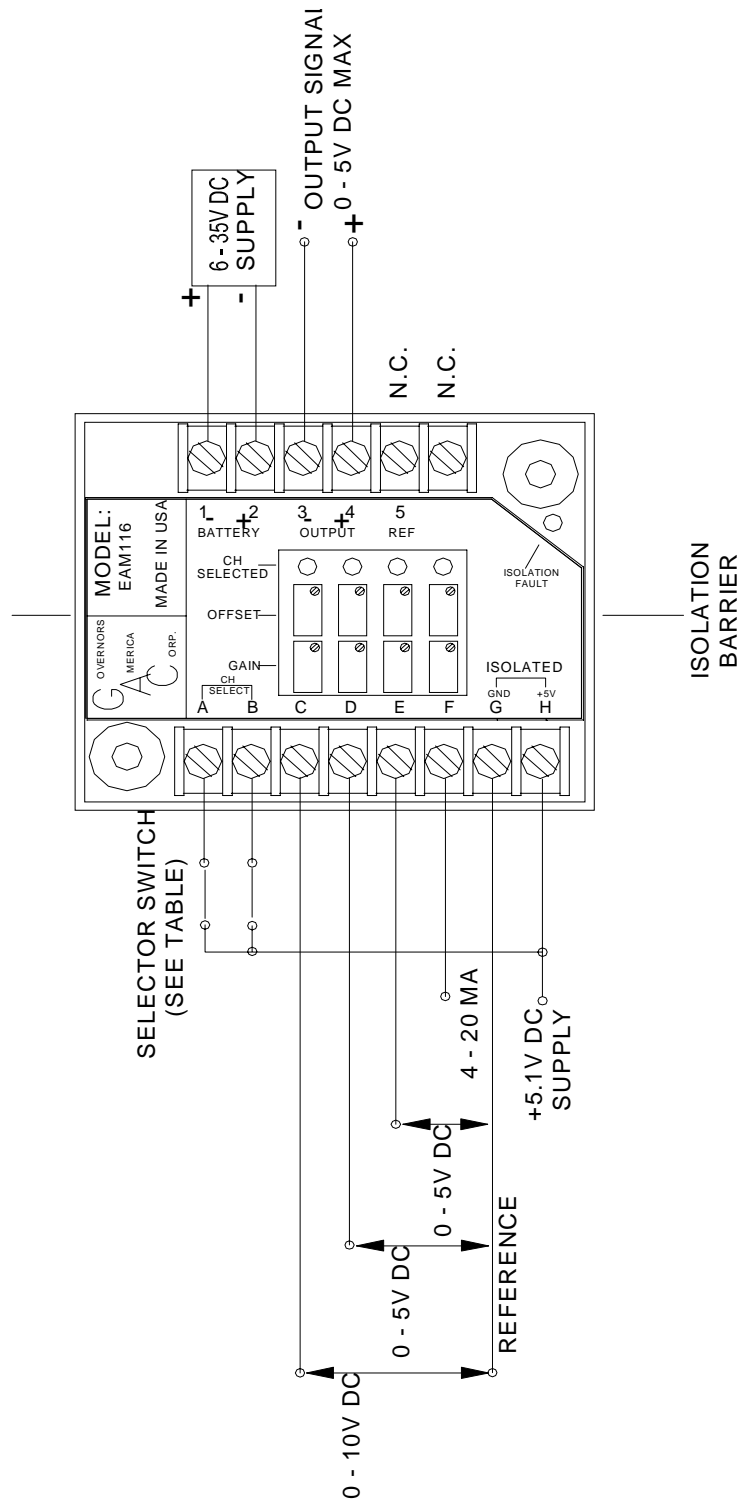 6 - 35V DC
SUPPLY
+
-
-
OUTPUT SIGNAL
0 - 5V DC MAX
+
N.C.
N.C.
MODEL:
EAM116
MADE IN USA
GOVERNORS
AMERICA
CORP.
1 2 3 4 5
- + - +
BATTERY OUTPUT REF
CH
SELECTED
OFFSET
GAIN
ISOLATION
FAULT
ISOLATED
GND +5V
CH
SELECT
A B C D E F G H
ISOLATION
BARRIER
SELECTOR SWITCH
(SEE TABLE)
4 - 20 MA
+5.1V DC
SUPPLY
0 - 5V DC
0 - 5V DC
REFERENCE
0 - 10V DC